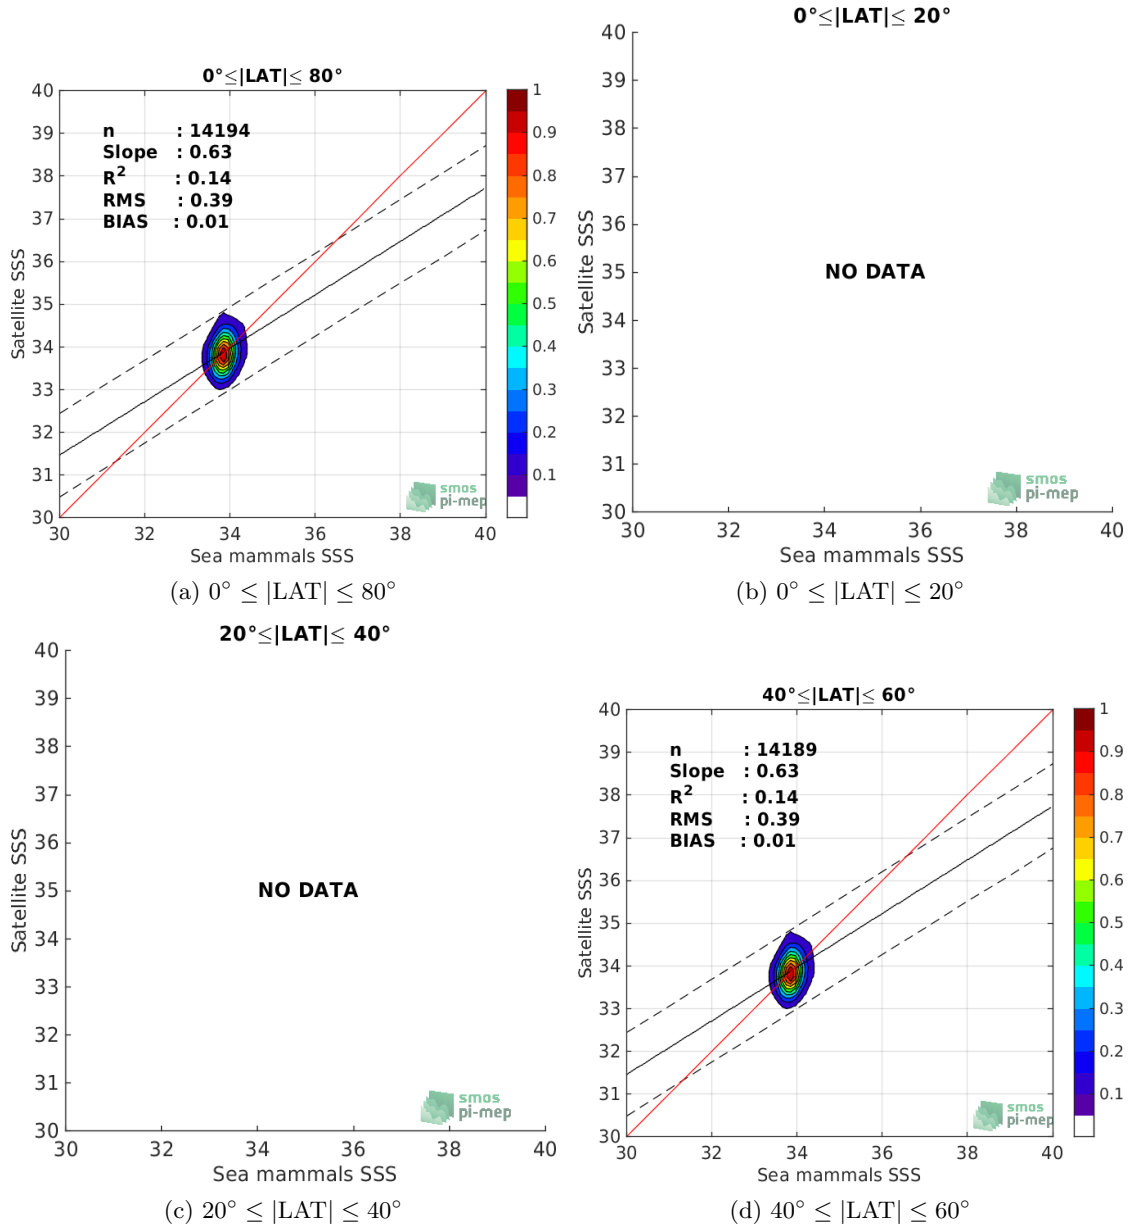 0°≤|LAT|≤ 80°
40
39
38
37
36
35
34
33
32
31
30
Satellite SSS
n : 14194
Slope : 0.63
R² : 0.14
RMS : 0.39
BIAS : 0.01
smos
pi-mep
30 32 34 36 38 40
Sea mammals SSS
1
0.9
0.8
0.7
0.6
0.5
0.4
0.3
0.2
0.1
(a) 0° ≤ |LAT| ≤ 80°
0°≤|LAT|≤ 20°
40
39
38
37
36
35
34
33
32
31
30
Satellite SSS
NO DATA
smos
pi-mep
30 32 34 36 38 40
Sea mammals SSS
(b) 0° ≤ |LAT| ≤ 20°
20°≤|LAT|≤ 40°
40
39
38
37
36
35
34
33
32
31
30
Satellite SSS
NO DATA
smos
pi-mep
30 32 34 36 38 40
Sea mammals SSS
(c) 20° ≤ |LAT| ≤ 40°
40°≤|LAT|≤ 60°
40
39
38
37
36
35
34
33
32
31
30
Satellite SSS
n : 14189
Slope : 0.63
R² : 0.14
RMS : 0.39
BIAS : 0.01
smos
pi-mep
30 32 34 36 38 40
Sea mammals SSS
1
0.9
0.8
0.7
0.6
0.5
0.4
0.3
0.2
0.1
(d) 40° ≤ |LAT| ≤ 60°